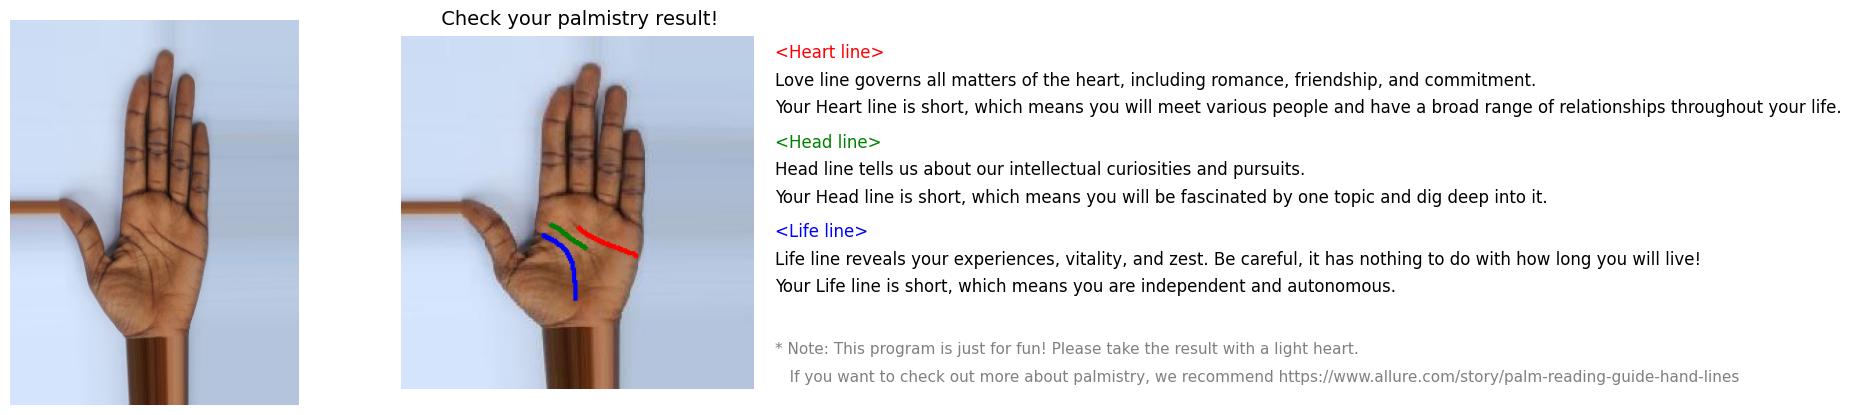 Check your palmistry result!
<Heart line>
Love line governs all matters of the heart, including romance, friendship, and commitment.
Your Heart line is short, which means you will meet various people and have a broad range of relationships throughout your life.
<Head line>
Head line tells us about our intellectual curiosities and pursuits.
Your Head line is short, which means you will be fascinated by one topic and dig deep into it.
<Life line>
Life line reveals your experiences, vitality, and zest. Be careful, it has nothing to do with how long you will live!
Your Life line is short, which means you are independent and autonomous.
* Note: This program is just for fun! Please take the result with a light heart.
If you want to check out more about palmistry, we recommend https://www.allure.com/story/palm-reading-guide-hand-lines